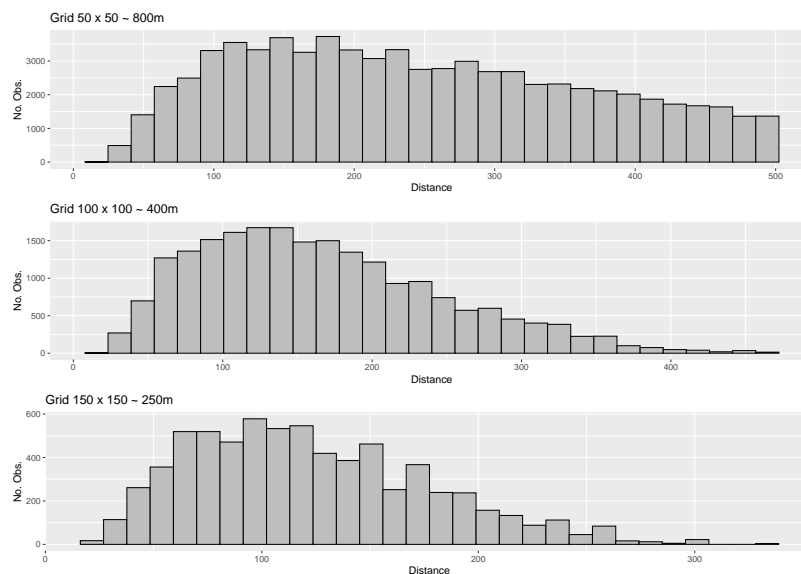 Grid 50 x 50 ~ 800m
3000
2000
1000
0
No. Obs.
0 100 200 300 400 500
Distance
Grid 100 x 100 ~ 400m
1500
1000
500
0
No. Obs.
0 100 200 300 400
Distance
Grid 150 x 150 ~ 250m
600
400
200
0
No. Obs.
0 100 200 300
Distance